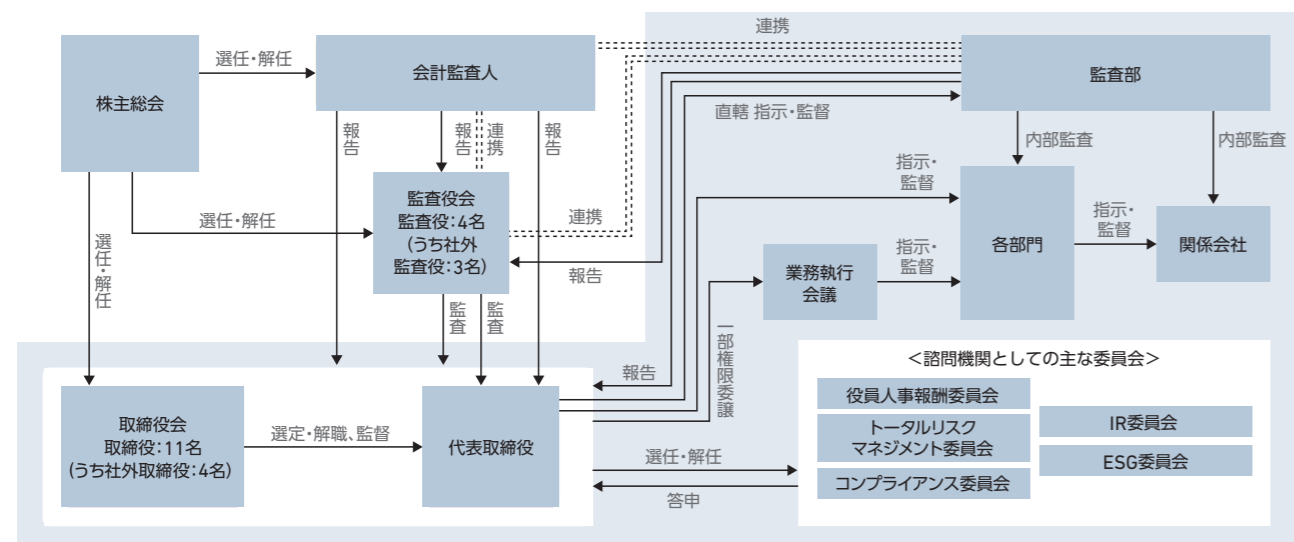 連携
株主総会
選任・解任
会計監査人
監査部
直轄 指示・監督
報告
報告
連携
報告
内部監査
内部監査
指示・
監督
監査役会
監査役：4名
（うち社外
監査役：3名）
選任・解任
連携
報告
各部門
指示・
監督
関係会社
選任・解任
業務執行
会議
指示・
監督
監査
監査
一部権限委譲
報告
取締役会
取締役：11名
（うち社外取締役：4名）
選定・解職、監督
代表取締役
選任・解任
答申
＜諮問機関としての主な委員会＞
役員人事報酬委員会
トータルリスク
マネジメント委員会
コンプライアンス委員会
IR委員会
ESG委員会